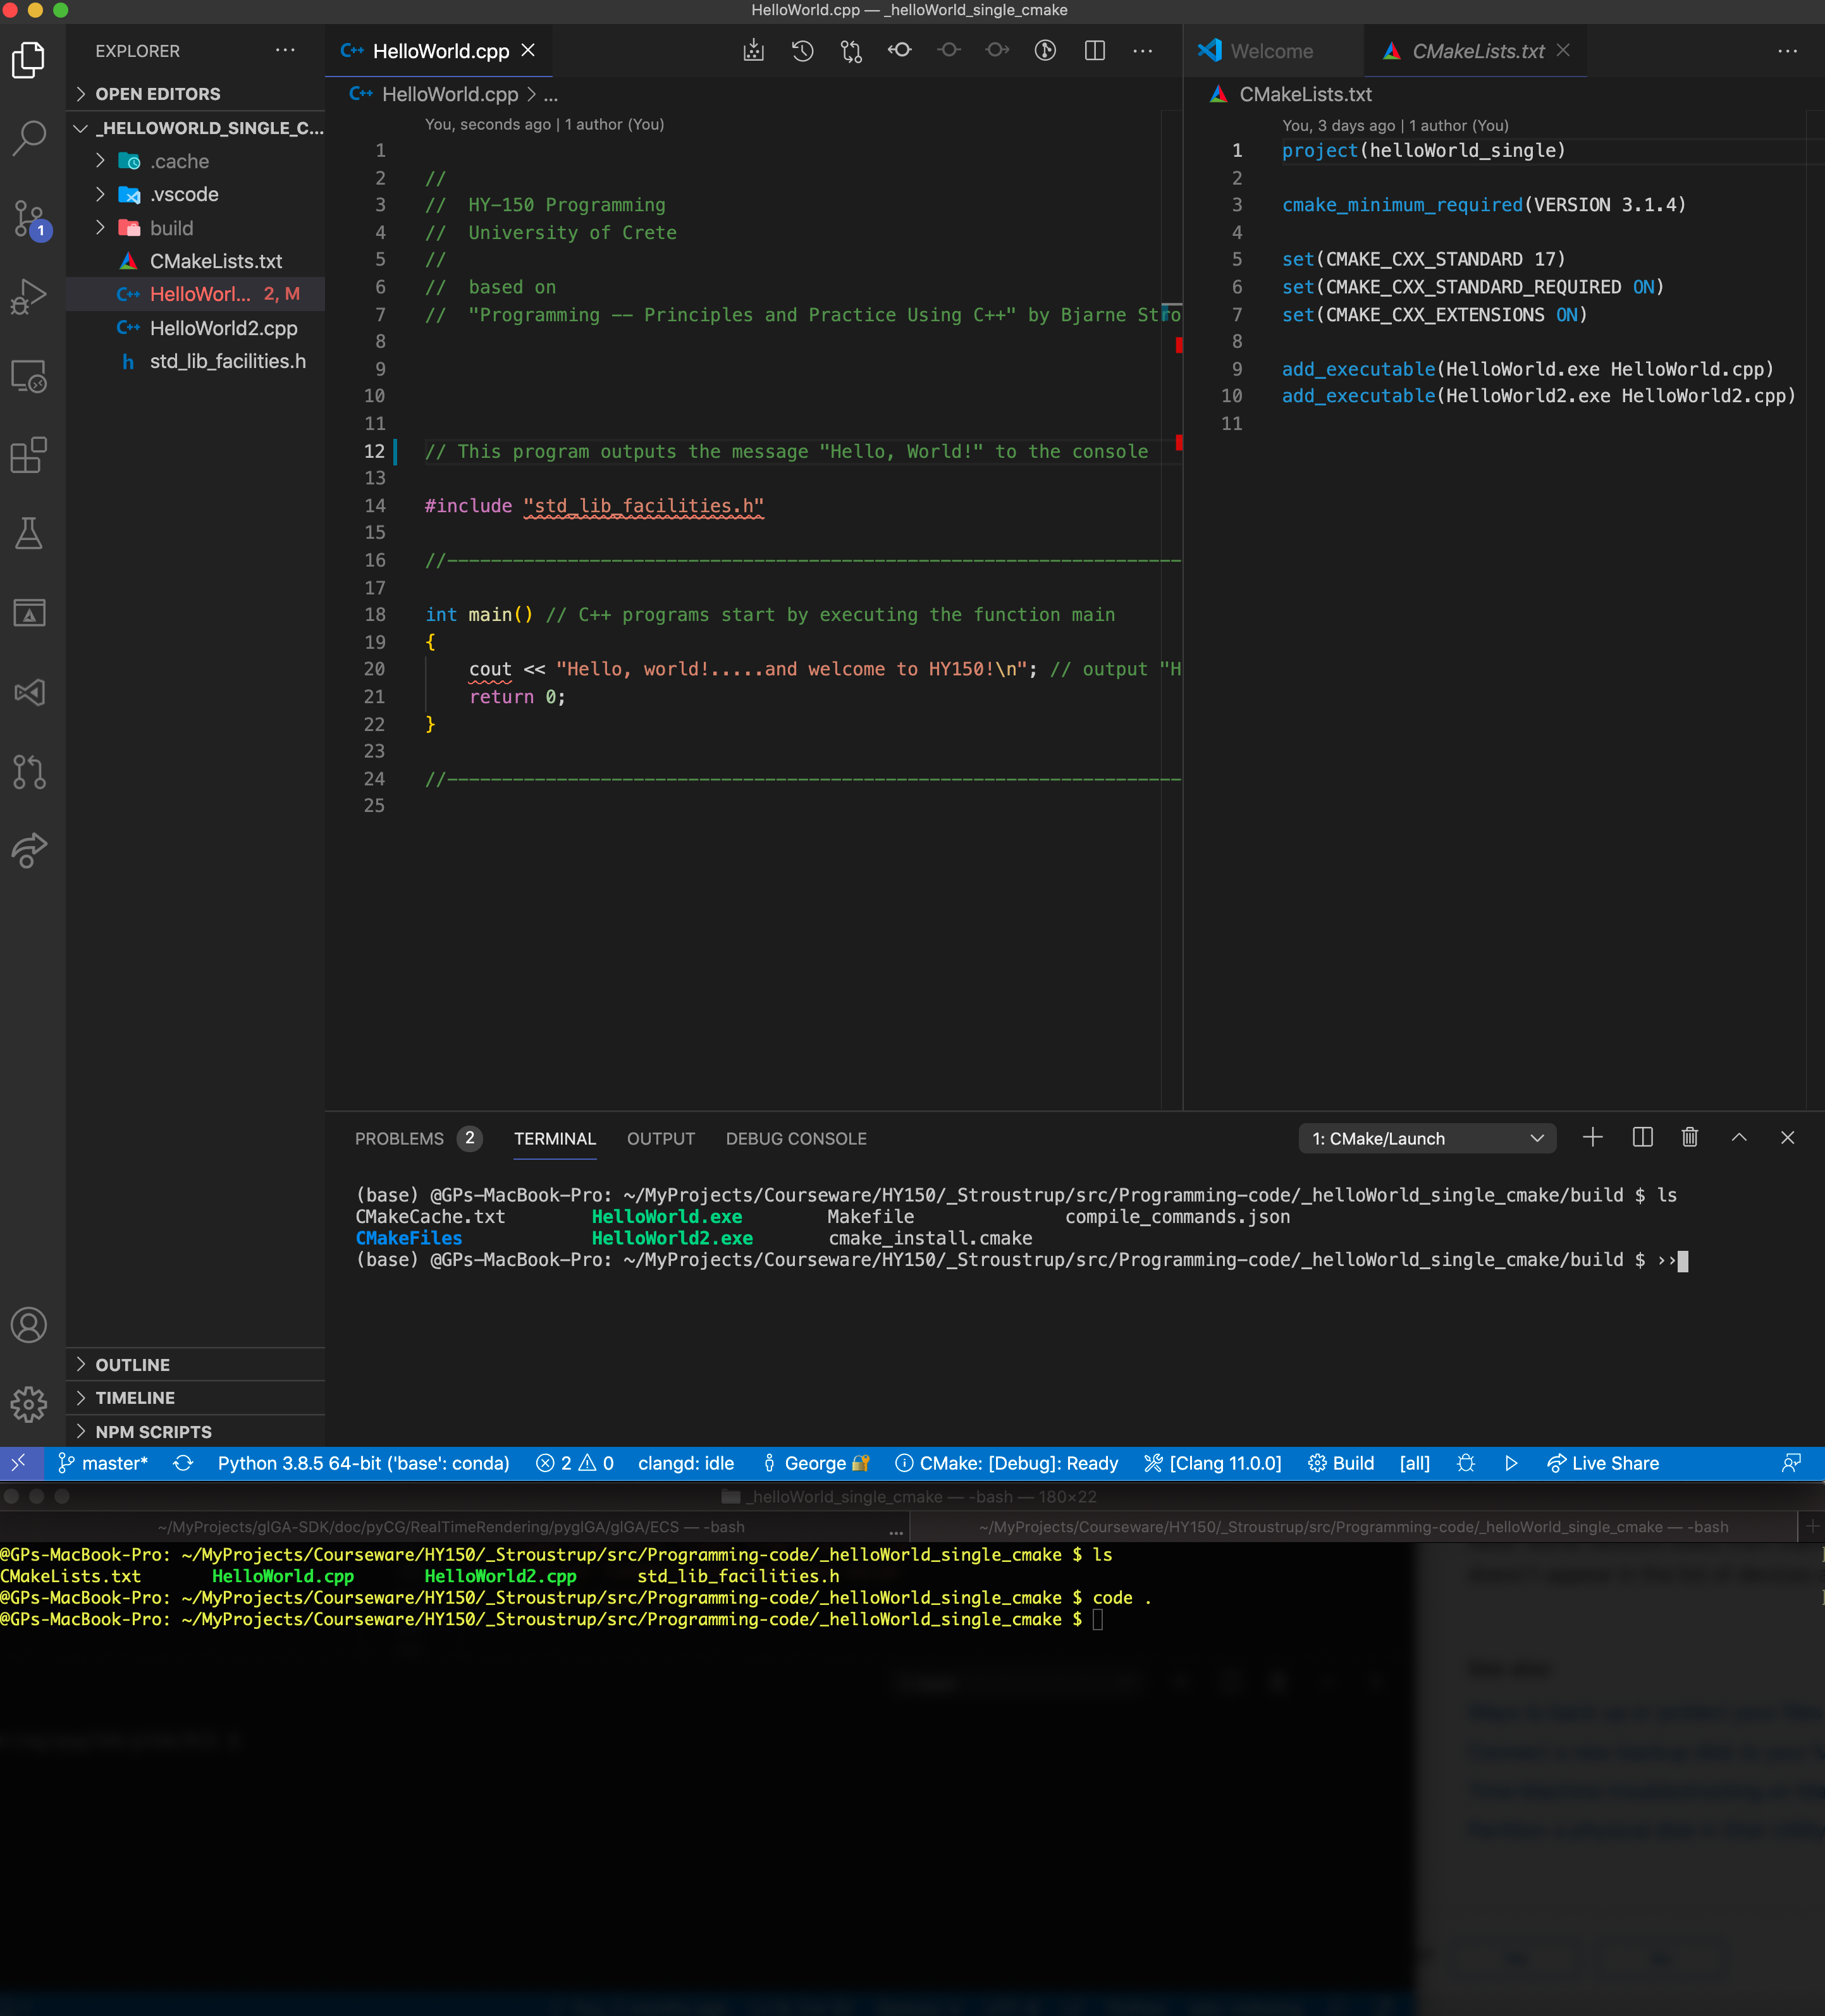 HelloWorld.cpp — _helloWorld_single_cmake
EXPLORER
OPEN EDITORS
_HELLOWORLD_SINGLE_C...
.cache
.vscode
build
CMakeLists.txt
HelloWorl... 2, M
HelloWorld2.cpp
std_lib_facilities.h
1
OUTLINE
TIMELINE
NPM SCRIPTS
HelloWorld.cpp
HelloWorld.cpp > ...
You, seconds ago | 1 author (You)
1
2 //
3 //  HY-150 Programming
4 //  University of Crete
5 //
6 //  based on
7 //  "Programming -- Principles and Practice Using C++" by Bjarne Stro
8
9
10
11
12 // This program outputs the message "Hello, World!" to the console
13
14 #include "std_lib_facilities.h"
15
16 //--------------------------------------------------------------------
17
18 int main() // C++ programs start by executing the function main
19 {
20     cout << "Hello, world!.....and welcome to HY150!\n"; // output "H
21     return 0;
22 }
23
24 //--------------------------------------------------------------------
25
Welcome
CMakeLists.txt
CMakeLists.txt
You, 3 days ago | 1 author (You)
1 project(helloWorld_single)
2
3 cmake_minimum_required(VERSION 3.1.4)
4
5 set(CMAKE_CXX_STANDARD 17)
6 set(CMAKE_CXX_STANDARD_REQUIRED ON)
7 set(CMAKE_CXX_EXTENSIONS ON)
8
9 add_executable(HelloWorld.exe HelloWorld.cpp)
10 add_executable(HelloWorld2.exe HelloWorld2.cpp)
11
PROBLEMS 2 TERMINAL OUTPUT DEBUG CONSOLE 1: CMake/Launch
(base) @GPs-MacBook-Pro: ~/MyProjects/Courseware/HY150/_Stroustrup/src/Programming-code/_helloWorld_single_cmake/build $ ls
CMakeCache.txt HelloWorld.exe Makefile compile_commands.json
CMakeFiles HelloWorld2.exe cmake_install.cmake
(base) @GPs-MacBook-Pro: ~/MyProjects/Courseware/HY150/_Stroustrup/src/Programming-code/_helloWorld_single_cmake/build $ ››
master* Python 3.8.5 64-bit ('base': conda) 2 0 clangd: idle George CMake: [Debug]: Ready [Clang 11.0.0] Build [all] Live Share
_helloWorld_single_cmake — -bash — 180×22
~/MyProjects/glGA-SDK/doc/pyCG/RealTimeRendering/pyglGA/glGA/ECS — -bash ... ~/MyProjects/Courseware/HY150/_Stroustrup/src/Programming-code/_helloWorld_single_cmake — -bash
@GPs-MacBook-Pro: ~/MyProjects/Courseware/HY150/_Stroustrup/src/Programming-code/_helloWorld_single_cmake $ ls
CMakeLists.txt HelloWorld.cpp HelloWorld2.cpp std_lib_facilities.h
@GPs-MacBook-Pro: ~/MyProjects/Courseware/HY150/_Stroustrup/src/Programming-code/_helloWorld_single_cmake $ code .
@GPs-MacBook-Pro: ~/MyProjects/Courseware/HY150/_Stroustrup/src/Programming-code/_helloWorld_single_cmake $